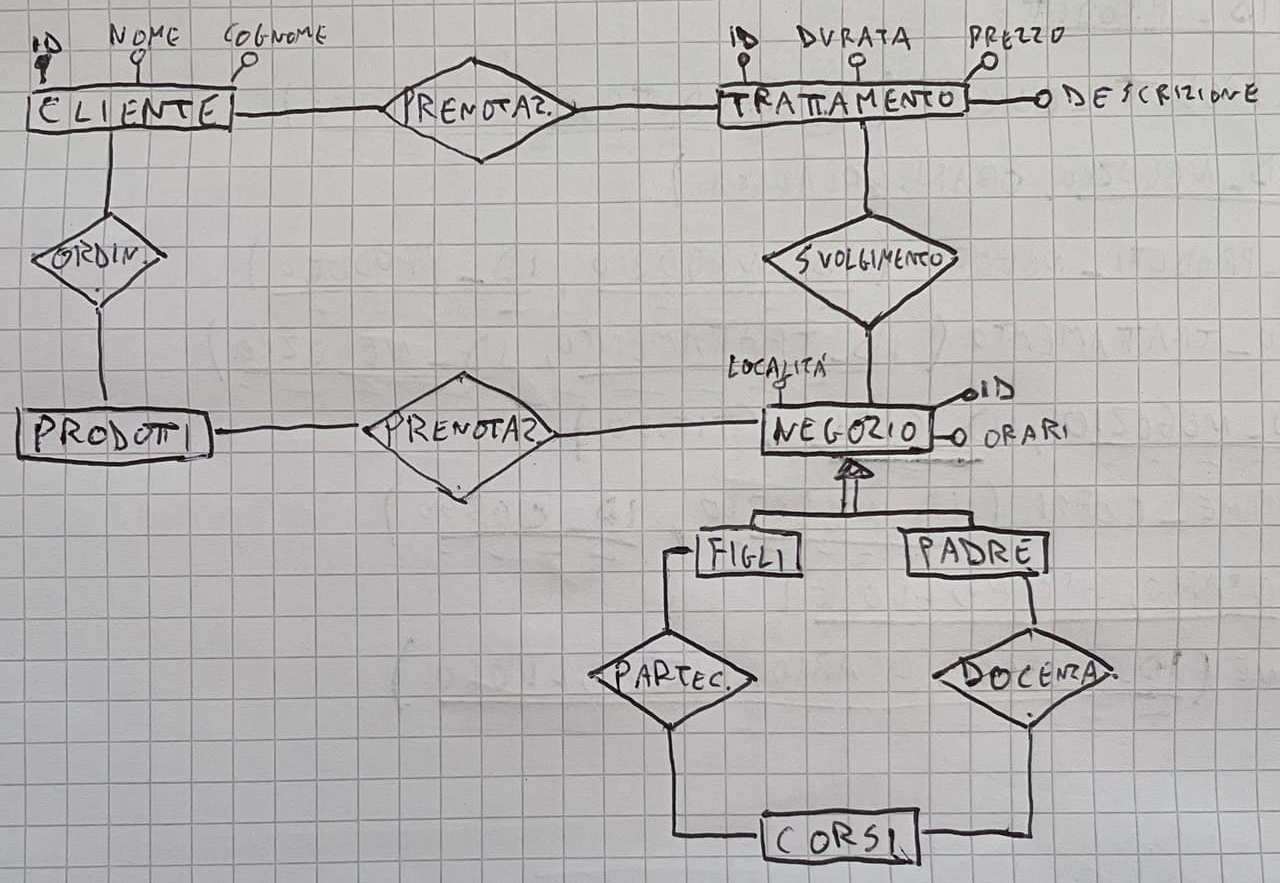 ID NOME COGNOME
ID DURATA PREZZO
CLIENTE
PRENOTAZ.
TRATTAMENTO
DESCRIZIONE
ORDIN.
SVOLGIMENTO
LOCALITÀ
ID
PRODOTTI
PRENOTAZ
NEGOZIO
ORARI
FIGLI
PADRE
PARTEC.
DOCENZA
CORSI